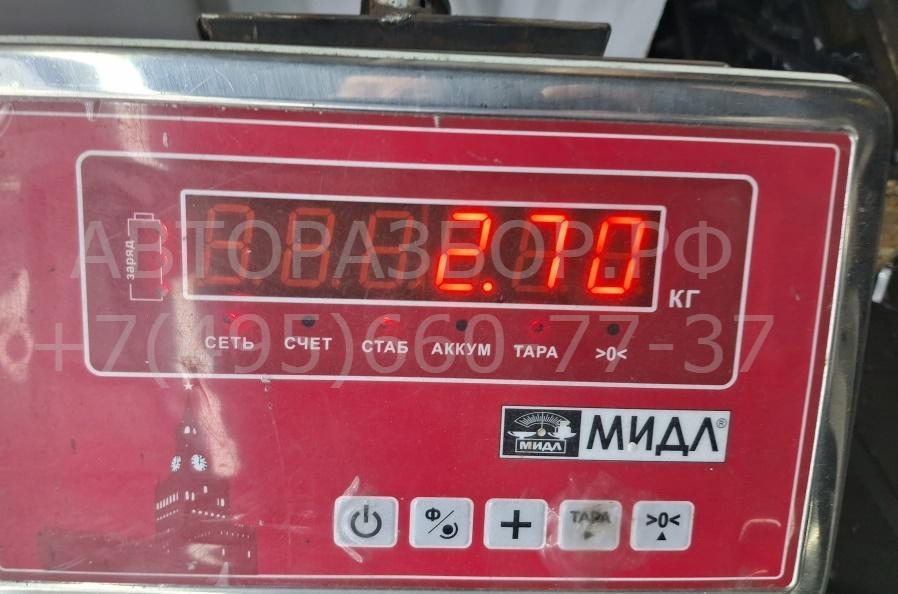 2.70
КГ
заряд
АВТОРАЗБОР.РФ
+7(495)660-77-37
СЕТЬ СЧЕТ СТАБ АККУМ ТАРА >0<
МИДЛ МИДЛ®
Ф + ТАРА >0<